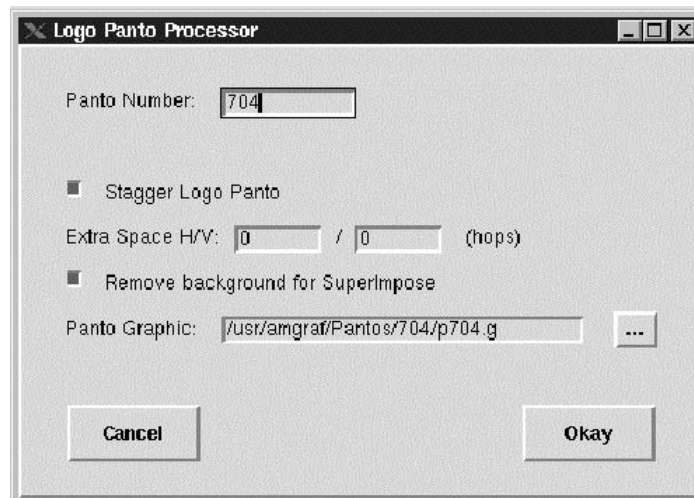 Logo Panto Processor
Panto Number: 704
Stagger Logo Panto
Extra Space H/V: 0 / 0 (hops)
Remove background for SuperImpose
Panto Graphic: /usr/amgraf/Pantos/704/p704.g ...
Cancel Okay